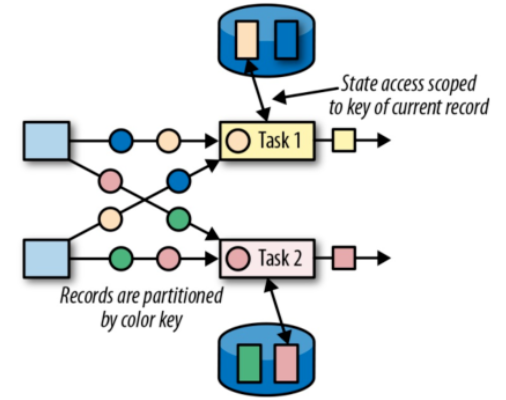 State access scoped
to key of current record
Task 1
Task 2
Records are partitioned
by color key